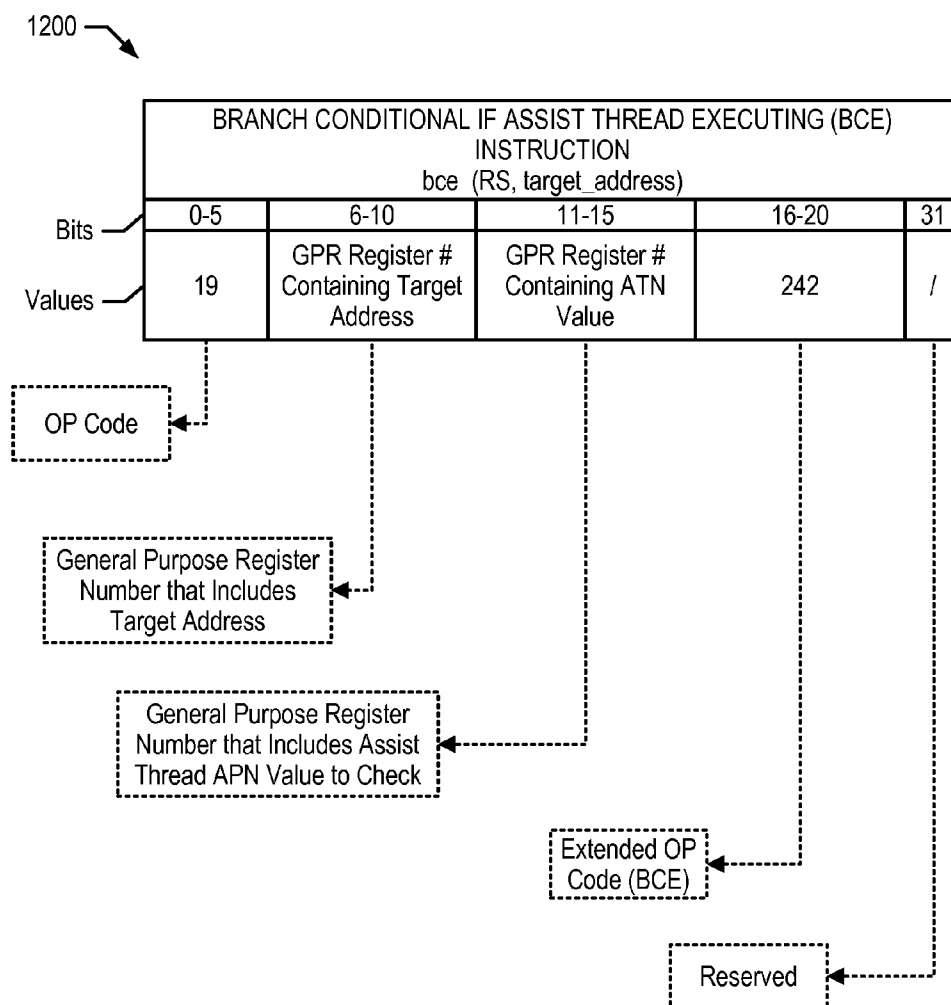 1200
BRANCH CONDITIONAL IF ASSIST THREAD EXECUTING (BCE)
INSTRUCTION
bce (RS, target_address)
Bits
0-5
6-10
11-15
16-20
31
Values
19
GPR Register #
Containing Target
Address
GPR Register #
Containing ATN
Value
242
/
OP Code
General Purpose Register
Number that Includes
Target Address
General Purpose Register
Number that Includes Assist
Thread APN Value to Check
Extended OP
Code (BCE)
Reserved